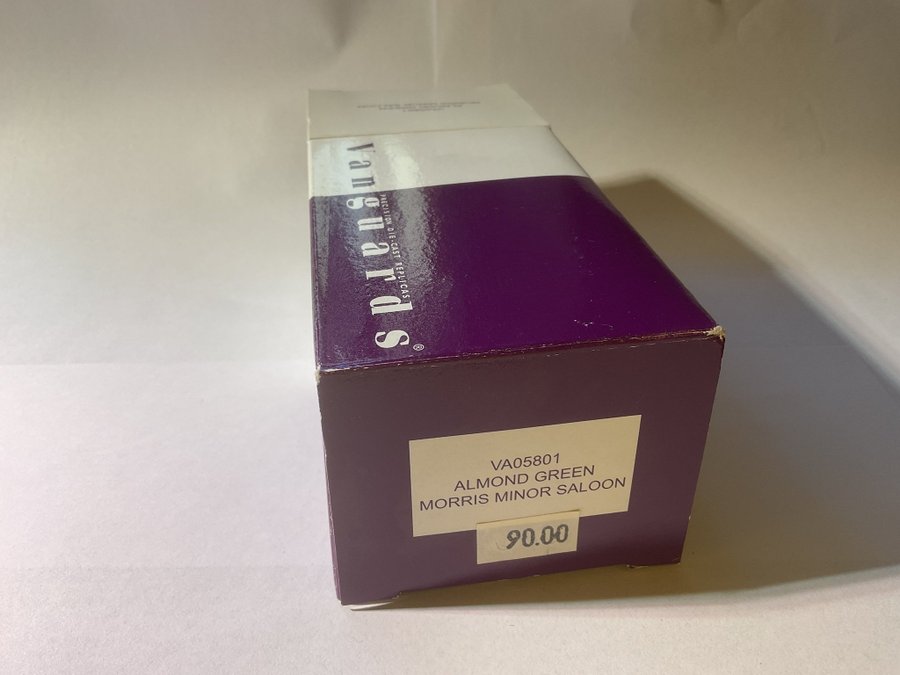 Vanguards®
PRECISION DIE-CAST REPLICAS
VA05801
ALMOND GREEN
MORRIS MINOR SALOON
90.00